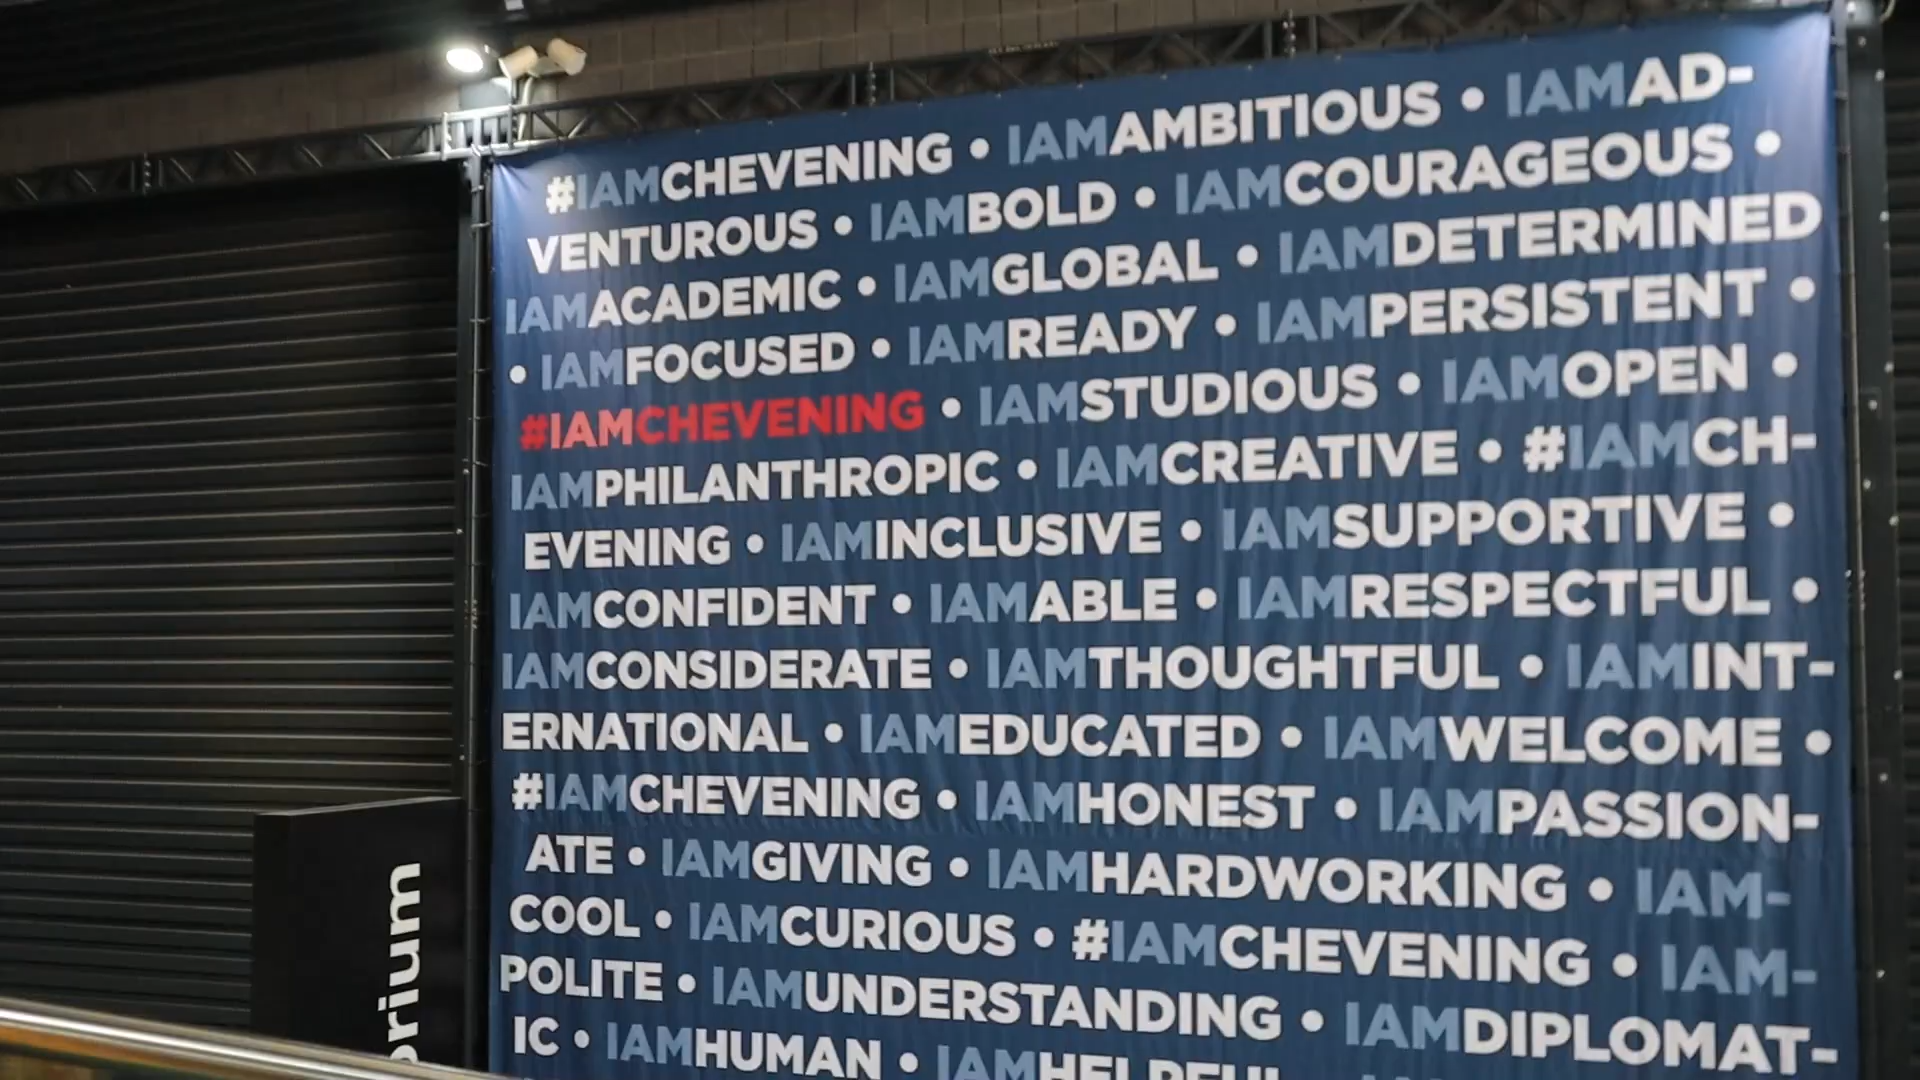 #IAMCHEVENING • IAMAMBITIOUS • IAMAD-
VENTUROUS • IAMBOLD • IAMCOURAGEOUS •
IAMACADEMIC • IAMGLOBAL • IAMDETERMINED
• IAMFOCUSED • IAMREADY • IAMPERSISTENT •
#IAMCHEVENING • IAMSTUDIOUS • IAMOPEN •
IAMPHILANTHROPIC • IAMCREATIVE • #IAMCH-
EVENING • IAMINCLUSIVE • IAMSUPPORTIVE •
IAMCONFIDENT • IAMABLE • IAMRESPECTFUL •
IAMCONSIDERATE • IAMTHOUGHTFUL • IAMINT-
ERNATIONAL • IAMEDUCATED • IAMWELCOME •
#IAMCHEVENING • IAMHONEST • IAMPASSION-
ATE • IAMGIVING • IAMHARDWORKING • IAM-
COOL • IAMCURIOUS • #IAMCHEVENING • IAM-
POLITE • IAMUNDERSTANDING • IAMDIPLOMAT-
IC • IAMHUMAN • IAMHELPFUL
orium